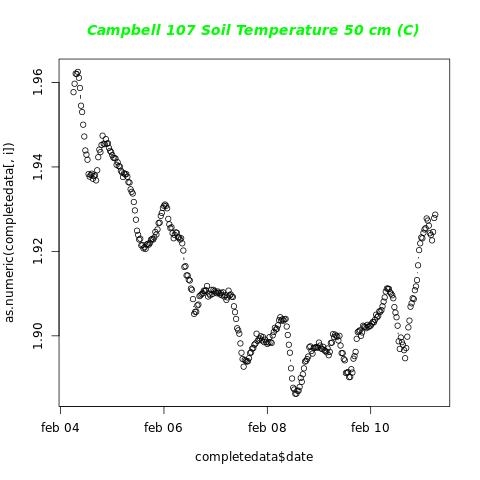 Campbell 107 Soil Temperature 50 cm (C)
as.numeric(completedata[, i])
1.96
1.94
1.92
1.90
feb 04 feb 06 feb 08 feb 10
completedata$date